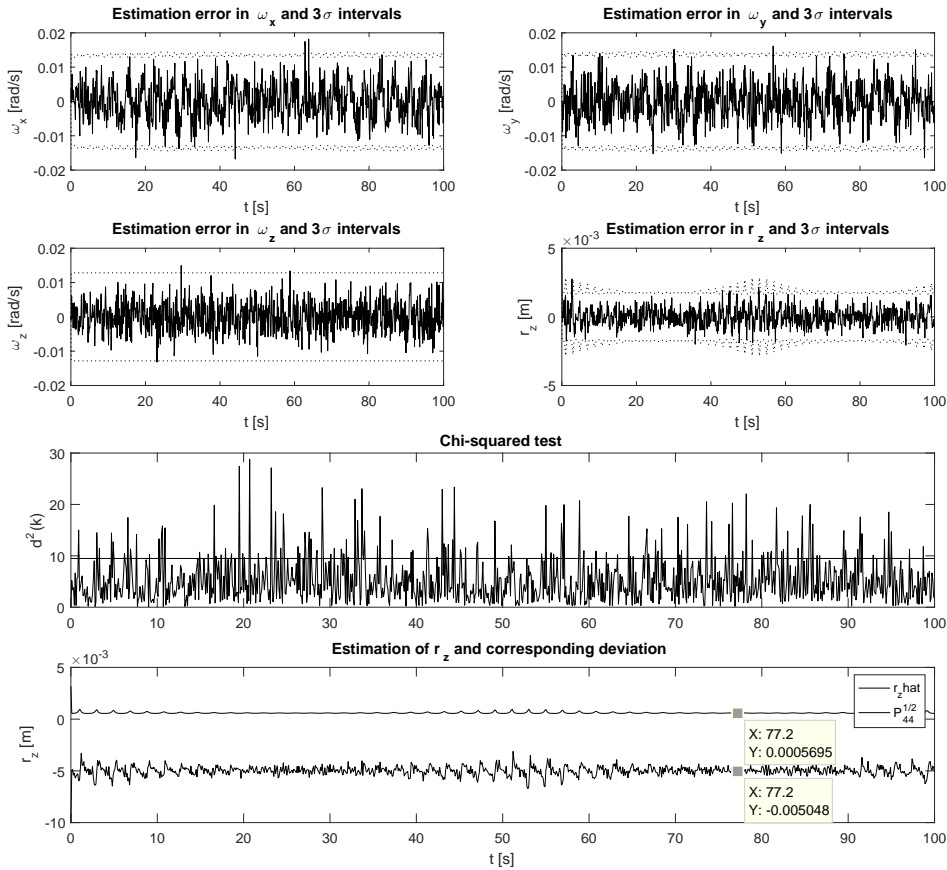 Estimation error in ω_x and 3σ intervals
0.02
0.01
0
-0.01
-0.02
ω_x [rad/s]
0 20 40 60 80 100
t [s]
Estimation error in ω_y and 3σ intervals
0.02
0.01
0
-0.01
-0.02
ω_y [rad/s]
0 20 40 60 80 100
t [s]
Estimation error in ω_z and 3σ intervals
0.02
0.01
0
-0.01
-0.02
ω_z [rad/s]
0 20 40 60 80 100
t [s]
Estimation error in r_z and 3σ intervals
×10^-3
5
0
-5
r_z [m]
0 20 40 60 80 100
t [s]
Chi-squared test
30
20
10
0
d^2(k)
0 10 20 30 40 50 60 70 80 90 100
Estimation of r_z and corresponding deviation
×10^-3
5
0
-5
-10
r_z [m]
r_z hat
P_44^1/2
X: 77.2
Y: 0.0005695
X: 77.2
Y: -0.005048
0 10 20 30 40 50 60 70 80 90 100
t [s]